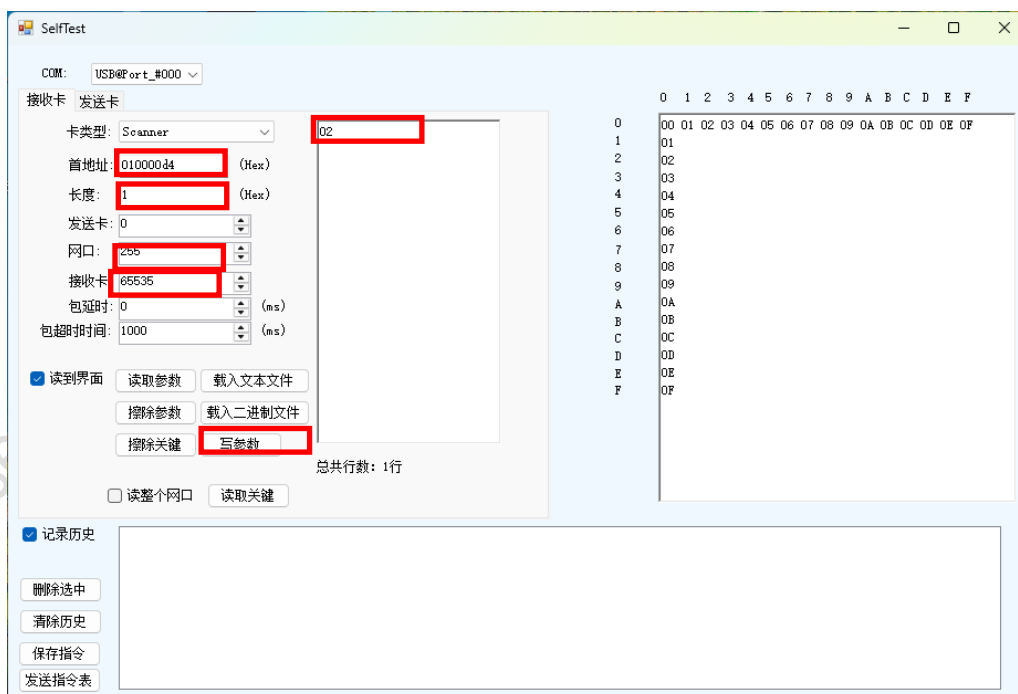 SelfTest
COM: USB@Port_#000
接收卡 发送卡
卡类型: Scanner
首地址: 010000d4 (Hex)
长度: 1 (Hex)
发送卡: 0
网口: 255
接收卡 65535
包延时: 0 (ms)
包超时时间: 1000 (ms)
读到界面 读取参数 载入文本文件
擦除参数 载入二进制文件
擦除关键 写参数
读整个网口 读取关键
02
总共行数: 1行
0 1 2 3 4 5 6 7 8 9 A B C D E F
0 00 01 02 03 04 05 06 07 08 09 0A 0B 0C 0D 0E 0F
1 01
2 02
3 03
4 04
5 05
6 06
7 07
8 08
9 09
A 0A
B 0B
C 0C
D 0D
E 0E
F 0F
记录历史
删除选中
清除历史
保存指令
发送指令表